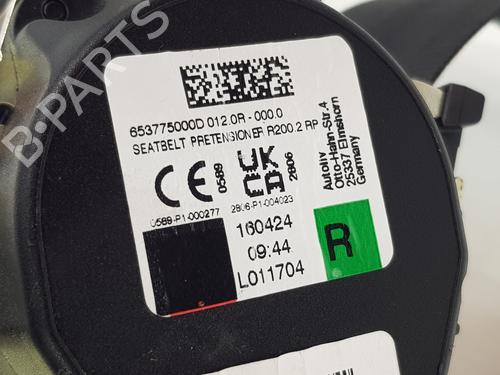 B-PARTS
653775000D 012.0R - 000.0
SEATBELT PRETENSIONER R200.2 RP
CE 0589
UK CA 2806
0589-P1-000277
2806-P1-004023
Autoliv
Otto-Hahn-Str.4
25337 Elmshorn
Germany
160424
09:44
L011704
R